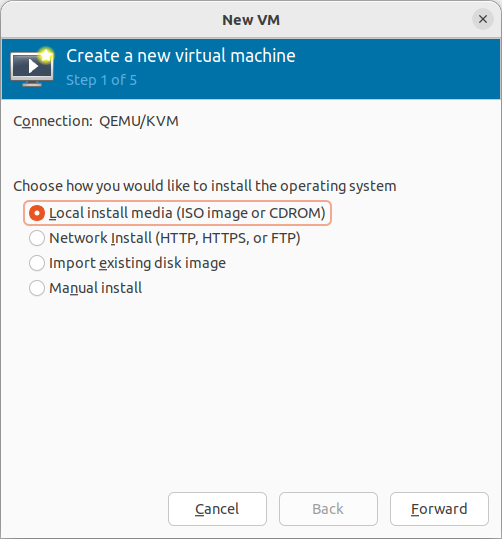 New VM
Create a new virtual machine
Step 1 of 5
Connection: QEMU/KVM
Choose how you would like to install the operating system
Local install media (ISO image or CDROM)
Network Install (HTTP, HTTPS, or FTP)
Import existing disk image
Manual install
Cancel Back Forward